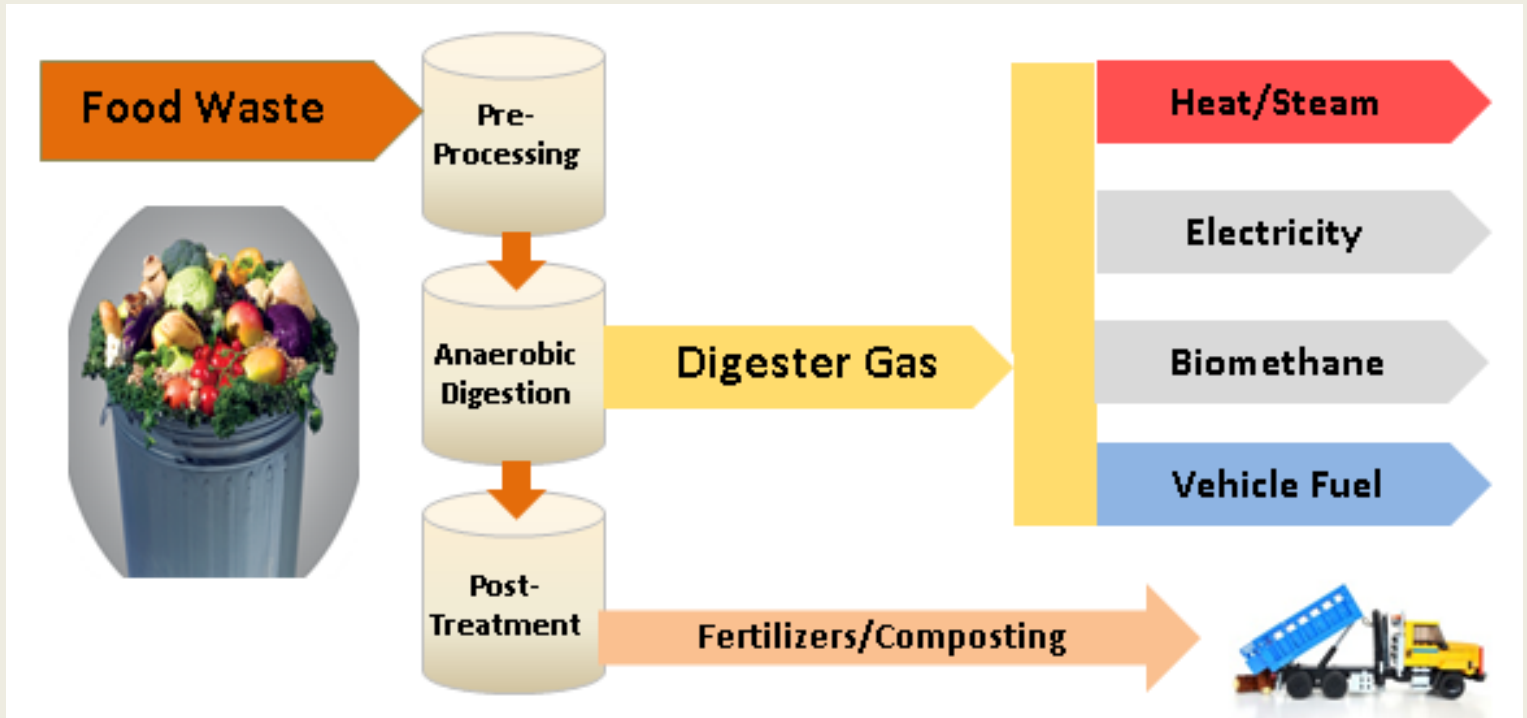 Food Waste
Pre-
Processing
Heat/Steam
Electricity
Anaerobic
Digestion
Digester Gas
Biomethane
Vehicle Fuel
Post-
Treatment
Fertilizers/Composting